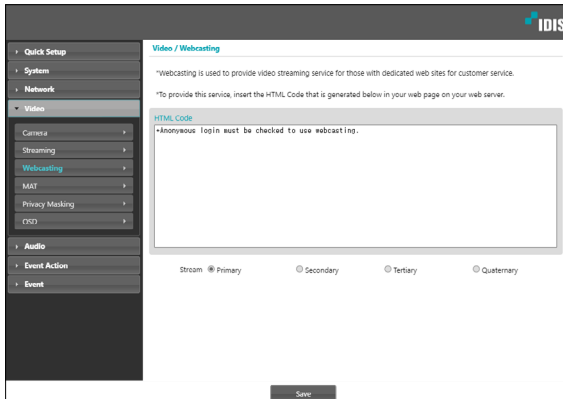 IDIS
Quick Setup
System
Network
Video
Camera
Streaming
Webcasting
MAT
Privacy Masking
OSD
Audio
Event Action
Event
Video / Webcasting
*Webcasting is used to provide video streaming service for those with dedicated web sites for customer service.
*To provide this service, insert the HTML Code that is generated below in your web page on your web server.
HTML Code
*Anonymous login must be checked to use webcasting.
Stream Primary Secondary Tertiary Quaternary
Save